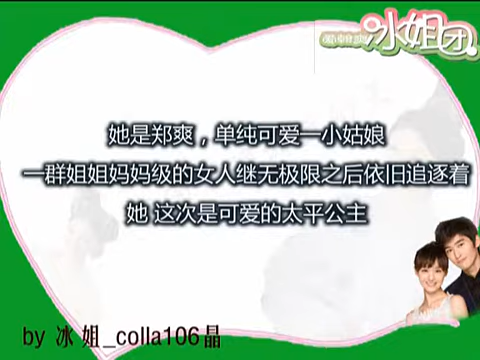 冰姐团
她是郑爽，单纯可爱一小姑娘
一群姐姐妈妈级的女人继无极限之后依旧追逐着
她 这次是可爱的太平公主
by 冰 姐_colla106晶